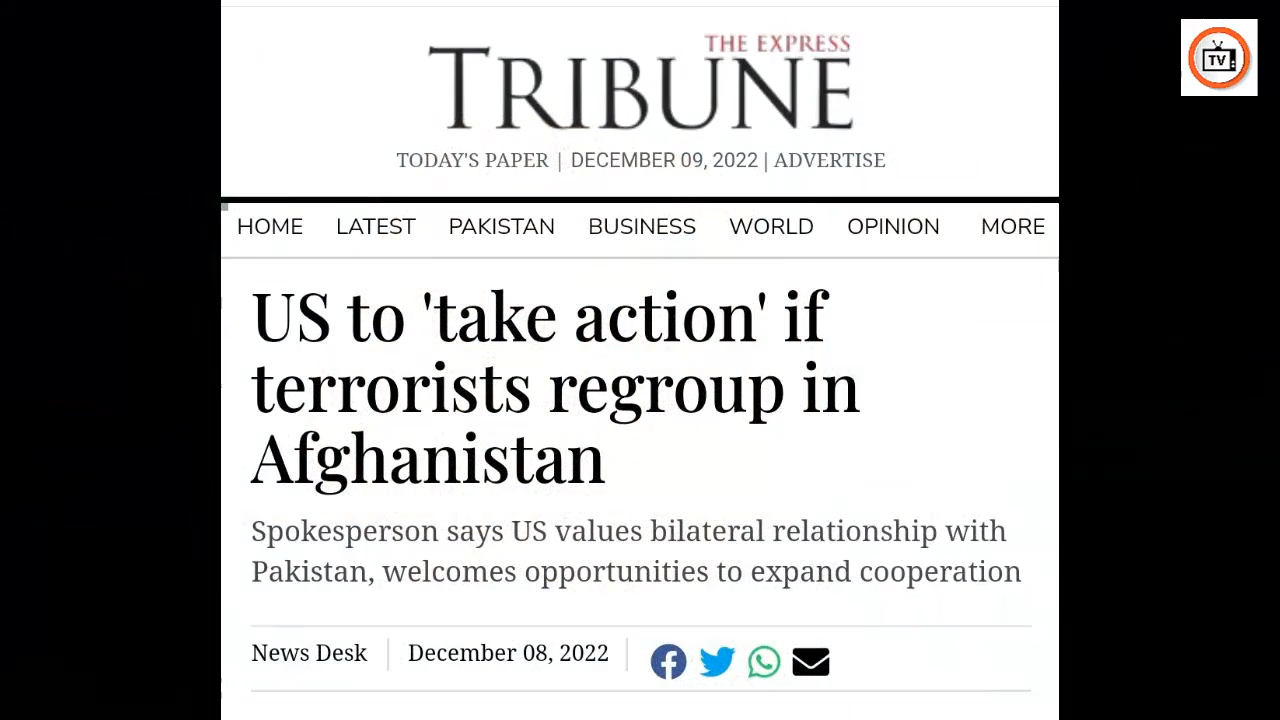 THE EXPRESS
TRIBUNE
TODAY'S PAPER | DECEMBER 09, 2022 | ADVERTISE
HOME LATEST PAKISTAN BUSINESS WORLD OPINION MORE
US to 'take action' if
terrorists regroup in
Afghanistan
Spokesperson says US values bilateral relationship with
Pakistan, welcomes opportunities to expand cooperation
News Desk December 08, 2022
TV